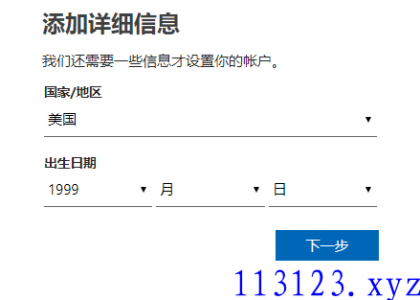 添加详细信息
我们还需要一些信息才设置你的帐户。
国家/地区
美国
出生日期
1999 月 日
下一步
113123.xyz